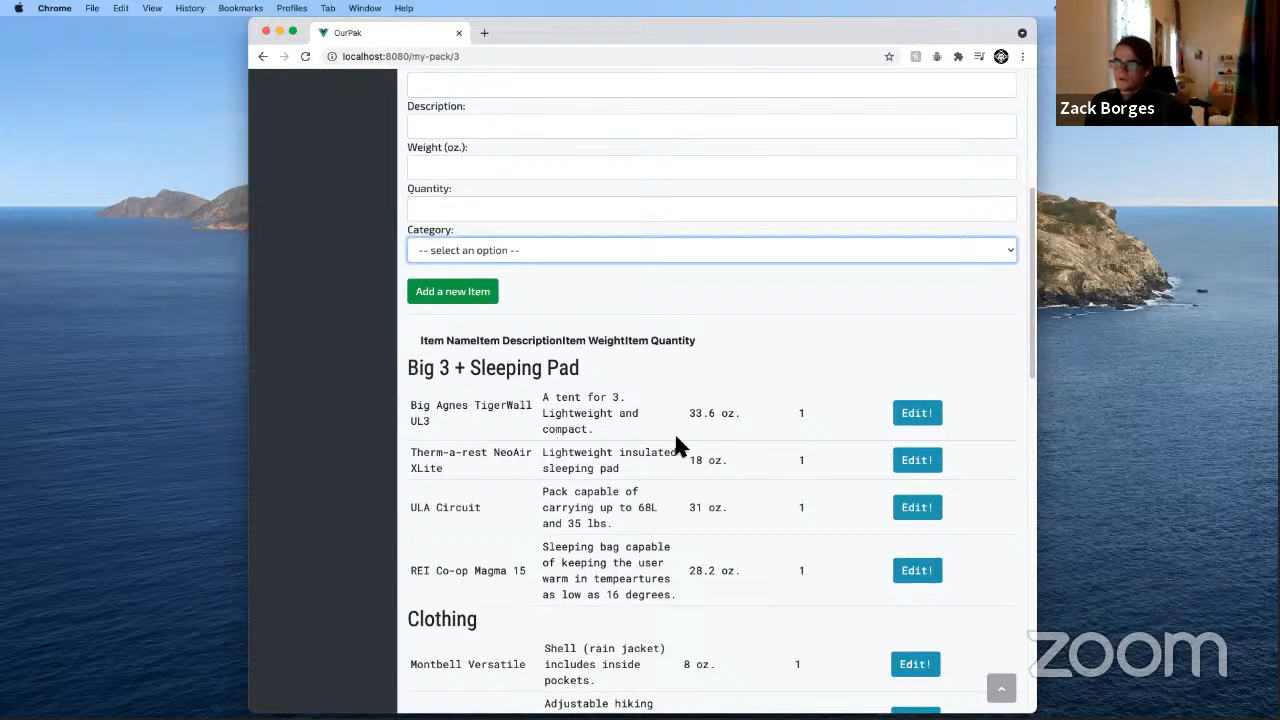 Chrome File Edit View History Bookmarks Profiles Tab Window Help
OurPak
localhost:8080/my-pack/3
Zack Borges
Description:
Weight (oz.):
Quantity:
Category:
-- select an option --
Add a new Item
Item NameItem DescriptionItem WeightItem Quantity
Big 3 + Sleeping Pad
Big Agnes TigerWall UL3
A tent for 3. Lightweight and compact.
33.6 oz.
1
Edit!
Therm-a-rest NeoAir XLite
Lightweight insulated sleeping pad
18 oz.
1
Edit!
ULA Circuit
Pack capable of carrying up to 68L and 35 lbs.
31 oz.
1
Edit!
REI Co-op Magma 15
Sleeping bag capable of keeping the user warm in tempeartures as low as 16 degrees.
28.2 oz.
1
Edit!
Clothing
Montbell Versatile
Shell (rain jacket) includes inside pockets.
8 oz.
1
Edit!
Adjustable hiking
zoom